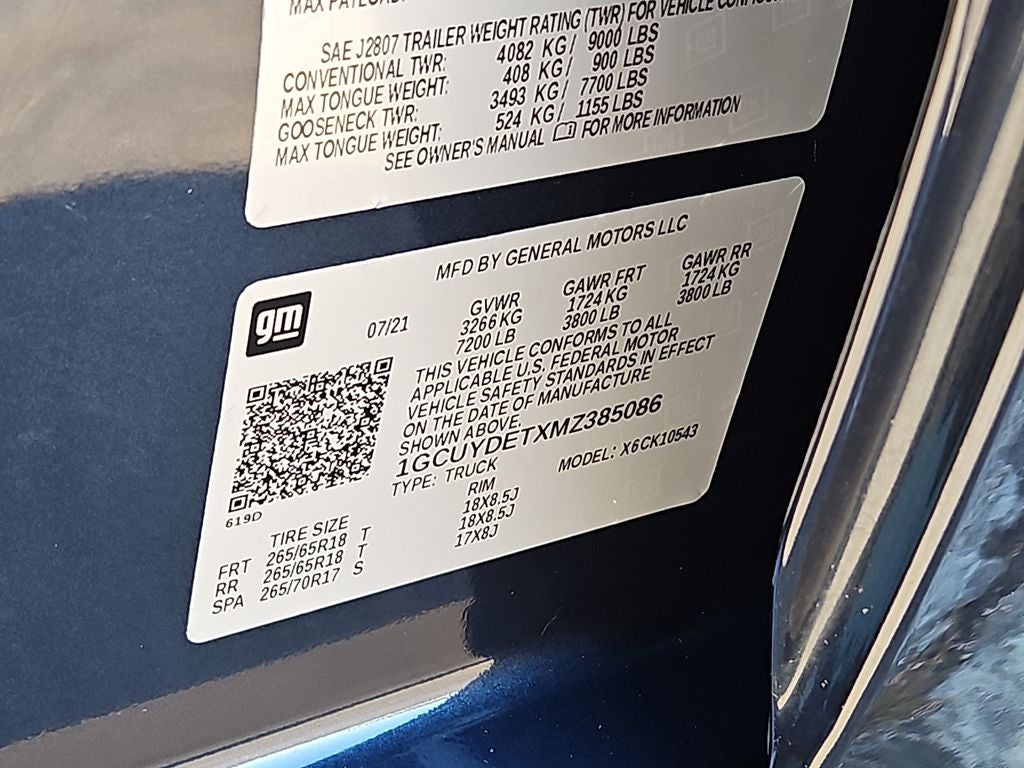 MAX PAYLOAD:
SAE J2807 TRAILER WEIGHT RATING (TWR) FOR VEHICLE
CONVENTIONAL TWR: 4082 KG/ 9000 LBS
MAX TONGUE WEIGHT: 408 KG/ 900 LBS
GOOSENECK TWR: 3493 KG/ 7700 LBS
MAX TONGUE WEIGHT: 524 KG/ 1155 LBS
SEE OWNER'S MANUAL FOR MORE INFORMATION
MFD BY GENERAL MOTORS LLC
gm
07/21
GVWR GAWR FRT GAWR RR
3266 KG 1724 KG 1724 KG
7200 LB 3800 LB 3800 LB
THIS VEHICLE CONFORMS TO ALL
APPLICABLE U.S. FEDERAL MOTOR
VEHICLE SAFETY STANDARDS IN EFFECT
ON THE DATE OF MANUFACTURE
SHOWN ABOVE.
1GCUYDETXMZ385086
TYPE: TRUCK MODEL: X6CK10543
619D
TIRE SIZE RIM
FRT 265/65R18 T 18X8.5J
RR 265/65R18 T 18X8.5J
SPA 265/70R17 S 17X8J